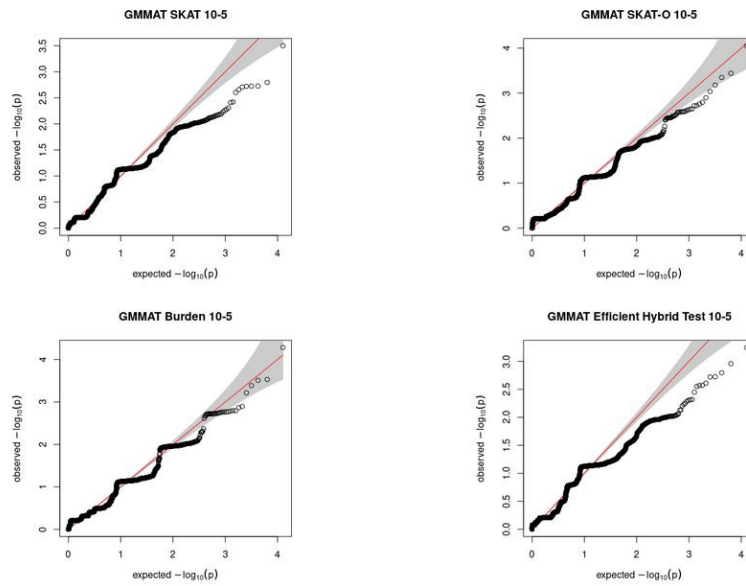 GMMAT SKAT 10-5
observed −log10(p)
0.0 0.5 1.0 1.5 2.0 2.5 3.0 3.5
0 1 2 3 4
expected −log10(p)
GMMAT SKAT-O 10-5
observed −log10(p)
0 1 2 3 4
0 1 2 3 4
expected −log10(p)
GMMAT Burden 10-5
observed −log10(p)
0 1 2 3 4
0 1 2 3 4
expected −log10(p)
GMMAT Efficient Hybrid Test 10-5
observed −log10(p)
0.0 0.5 1.0 1.5 2.0 2.5 3.0
0 1 2 3 4
expected −log10(p)